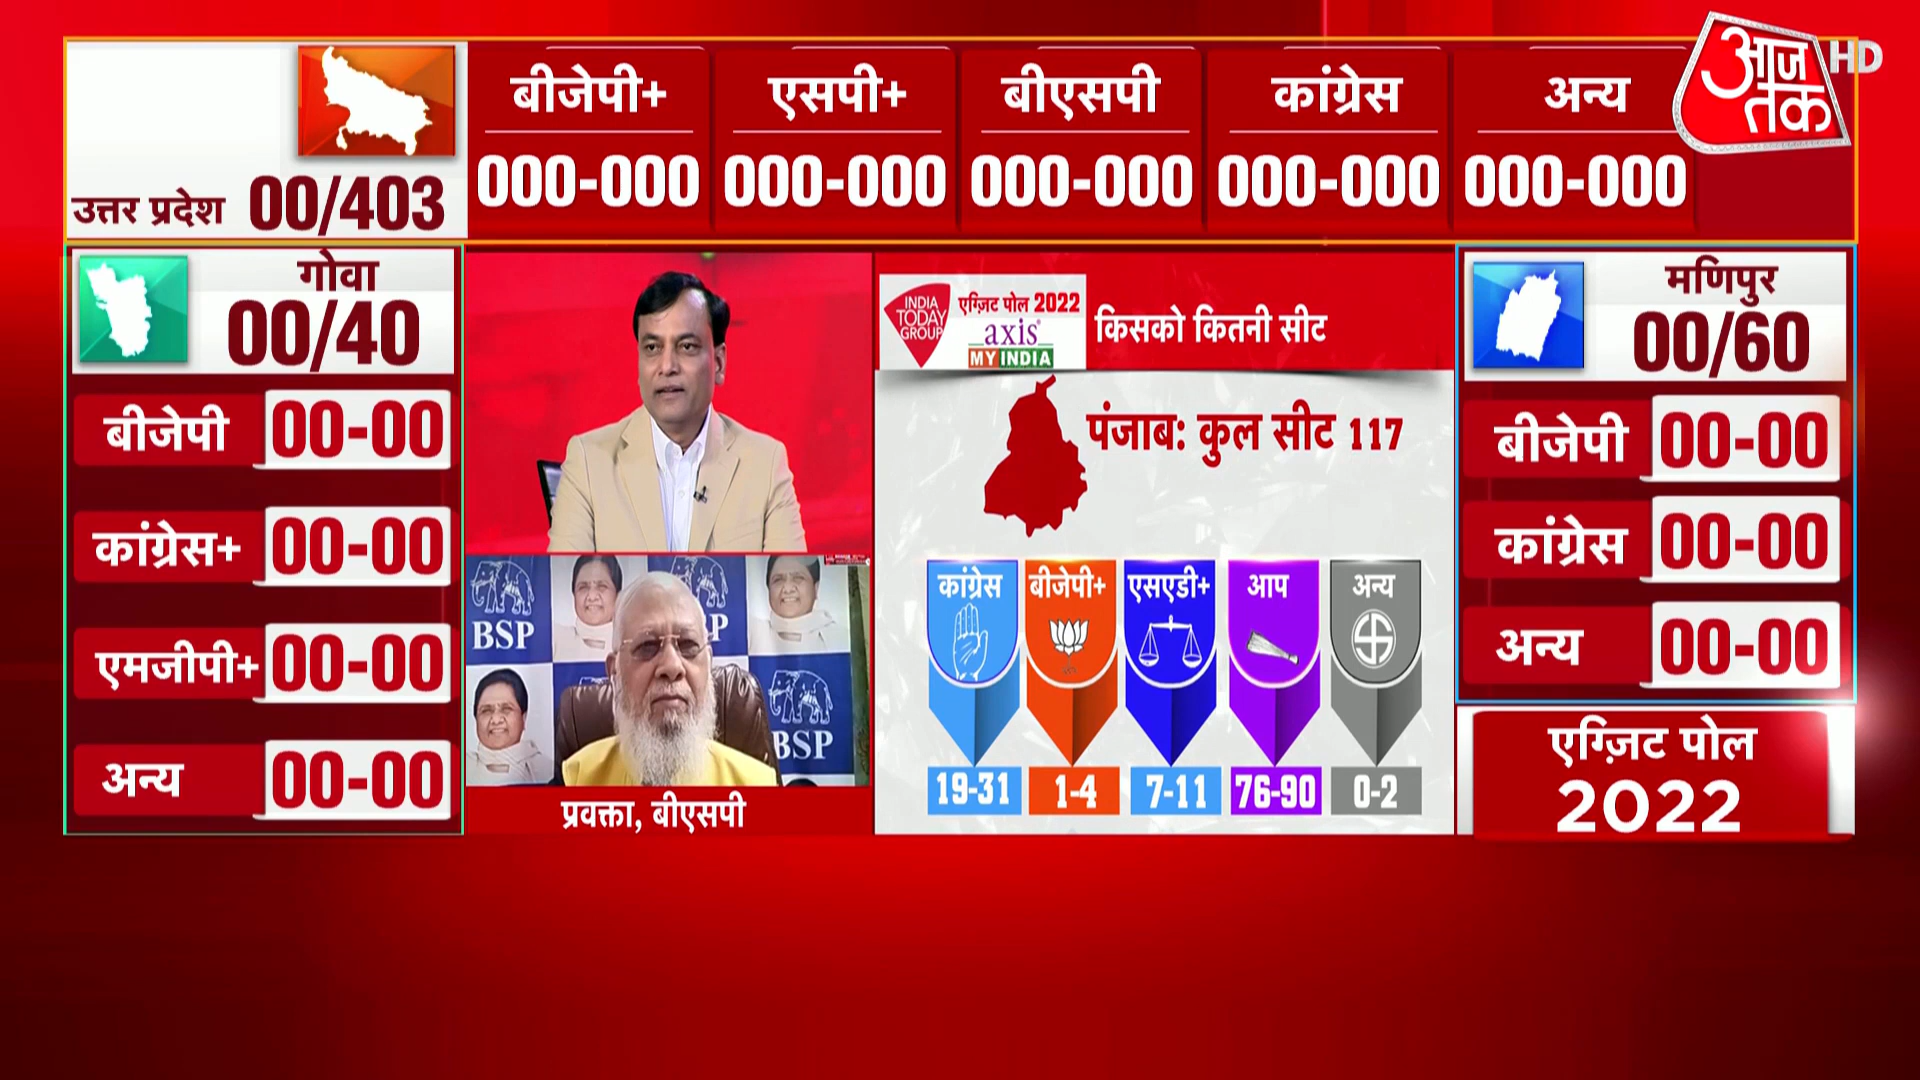 आज
तक
HD
उत्तर प्रदेश 00/403
बीजेपी+ एसपी+ बीएसपी कांग्रेस अन्य
000-000 000-000 000-000 000-000 000-000
गोवा
00/40
बीजेपी 00-00
कांग्रेस+ 00-00
एमजीपी+ 00-00
अन्य 00-00
BSP
BSP
प्रवक्ता, बीएसपी
INDIA
TODAY
GROUP
एग्ज़िट पोल 2022
axis
MY INDIA
किसको कितनी सीट
पंजाब: कुल सीट 117
कांग्रेस बीजेपी+ एसएडी+ आप अन्य
19-31 1-4 7-11 76-90 0-2
मणिपुर
00/60
बीजेपी 00-00
कांग्रेस 00-00
अन्य 00-00
एग्ज़िट पोल
2022